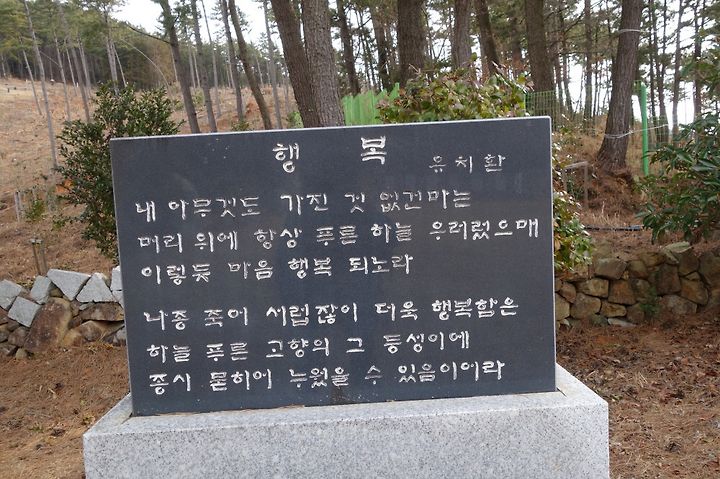 행 복 유치환
내 아무것도 가진 것 없건마는
머리 위에 항상 푸른 하늘 우러렀으매
이렇듯 마음 행복 되노라
나중 죽어 서럽잖이 더욱 행복함은
하늘 푸른 고향의 그 등성이에
종시 묻히어 누웠을 수 있음이어라